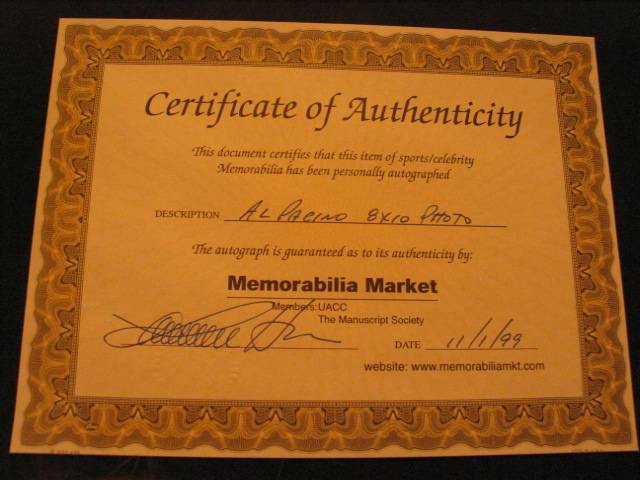 Certificate of Authenticity
This document certifies that this item of sports/celebrity
Memorabilia has been personally autographed
DESCRIPTION AL PACINO 8X10 PHOTO
The autograph is guaranteed as to its authenticity by:
Memorabilia Market
Members:UACC
The Manuscript Society
DATE 11/1/99
website: www.memorabiliamkt.com